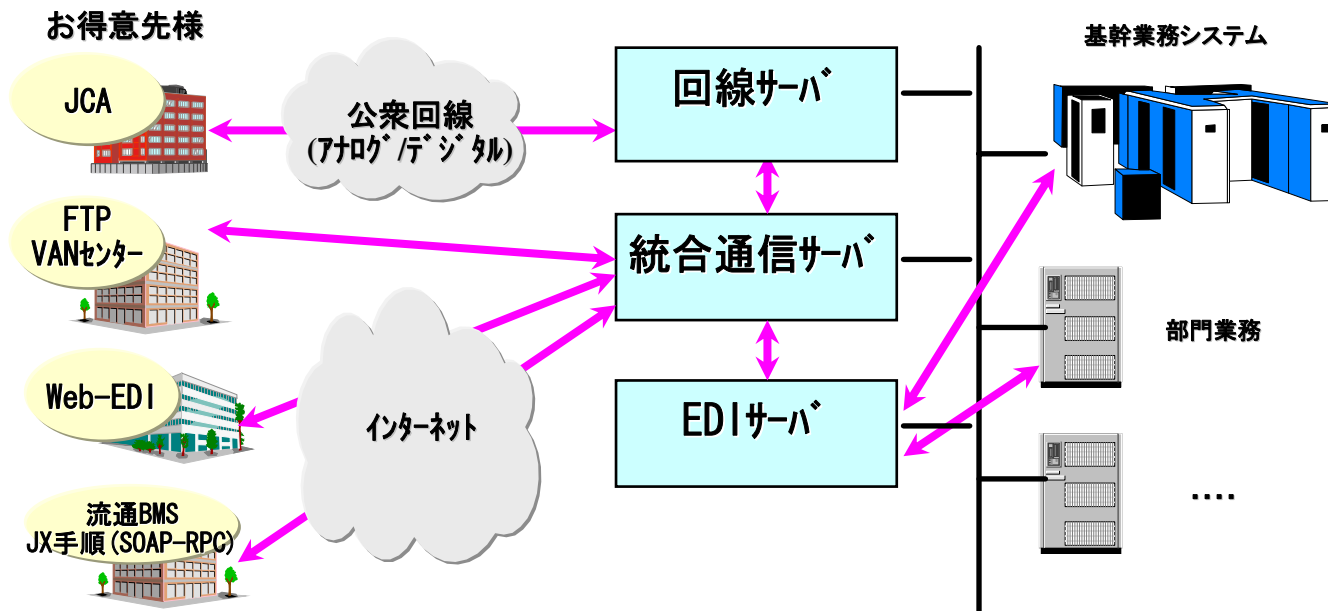 お得意先様
JCA
公衆回線
(ｱﾅﾛｸﾞ/ﾃﾞｼﾞﾀﾙ)
回線ｻｰﾊﾞ
基幹業務システム
FTP
VANｾﾝﾀｰ
統合通信ｻｰﾊﾞ
部門業務
Web-EDI
インターネット
EDIｻｰﾊﾞ
流通BMS
JX手順(SOAP-RPC)
....